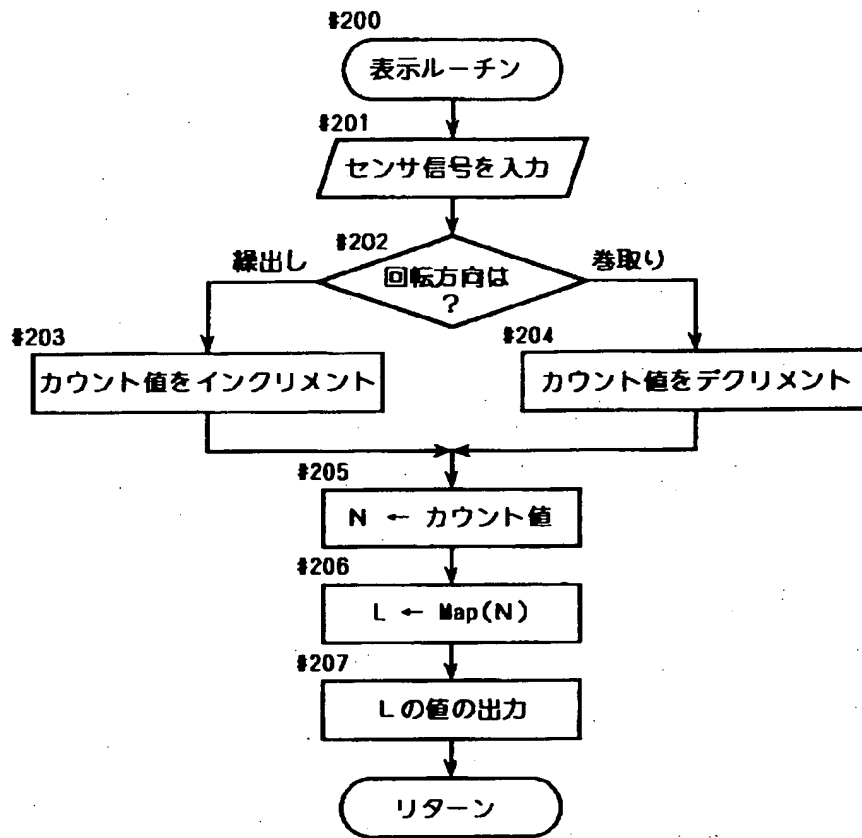 #200
表示ルーチン
#201
センサ信号を入力
#202
繰出し
回転方向は
?
巻取り
#203
カウント値をインクリメント
#204
カウント値をデクリメント
#205
N ← カウント値
#206
L ← Map(N)
#207
Lの値の出力
リターン